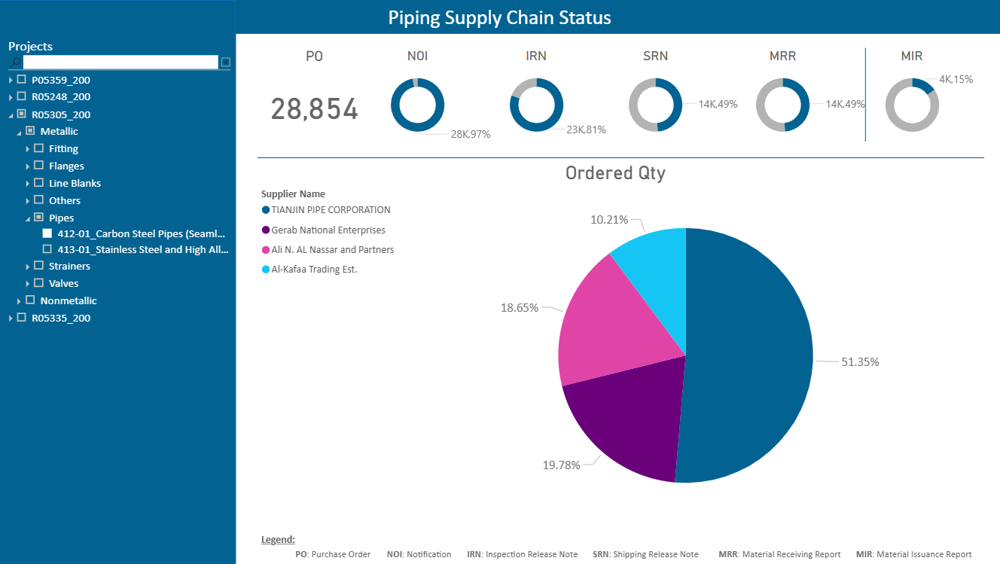 Piping Supply Chain Status
Projects
P05359_200
R05248_200
R05305_200
Metallic
Fitting
Flanges
Line Blanks
Others
Pipes
412-01_Carbon Steel Pipes (Seaml...
413-01_Stainless Steel and High All...
Strainers
Valves
Nonmetallic
R05335_200
PO
28,854
NOI
28K,97%
IRN
23K,81%
SRN
14K,49%
MRR
14K,49%
MIR
4K,15%
Ordered Qty
Supplier Name
TIANJIN PIPE CORPORATION
Gerab National Enterprises
Ali N. AL Nassar and Partners
Al-Kafaa Trading Est.
10.21%
18.65%
51.35%
19.78%
Legend:
PO: Purchase Order NOI: Notification IRN: Inspection Release Note SRN: Shipping Release Note MRR: Material Receiving Report MIR: Material Issuance Report